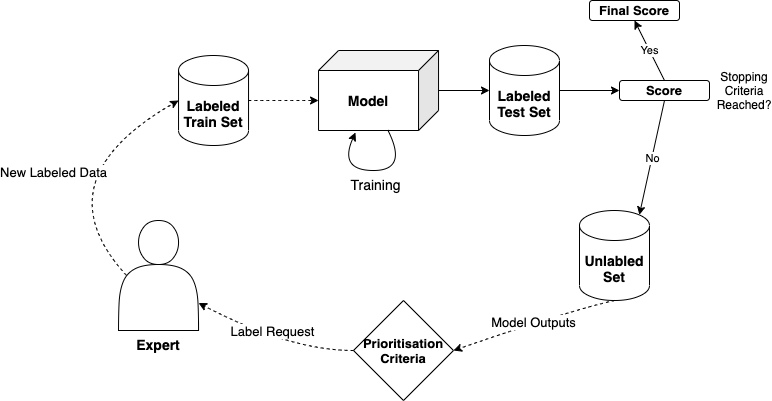 Final Score
Yes
Labeled
Train Set
Model
Labeled
Test Set
Score
Stopping
Criteria
Reached?
No
New Labeled Data
Training
Unlabled
Set
Model Outputs
Label Request
Prioritisation
Criteria
Expert